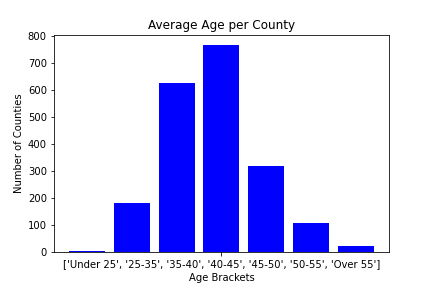 Average Age per County
800
700
600
500
400
300
200
100
0
Number of Counties
['Under 25', '25-35', '35-40', '40-45', '45-50', '50-55', 'Over 55']
Age Brackets